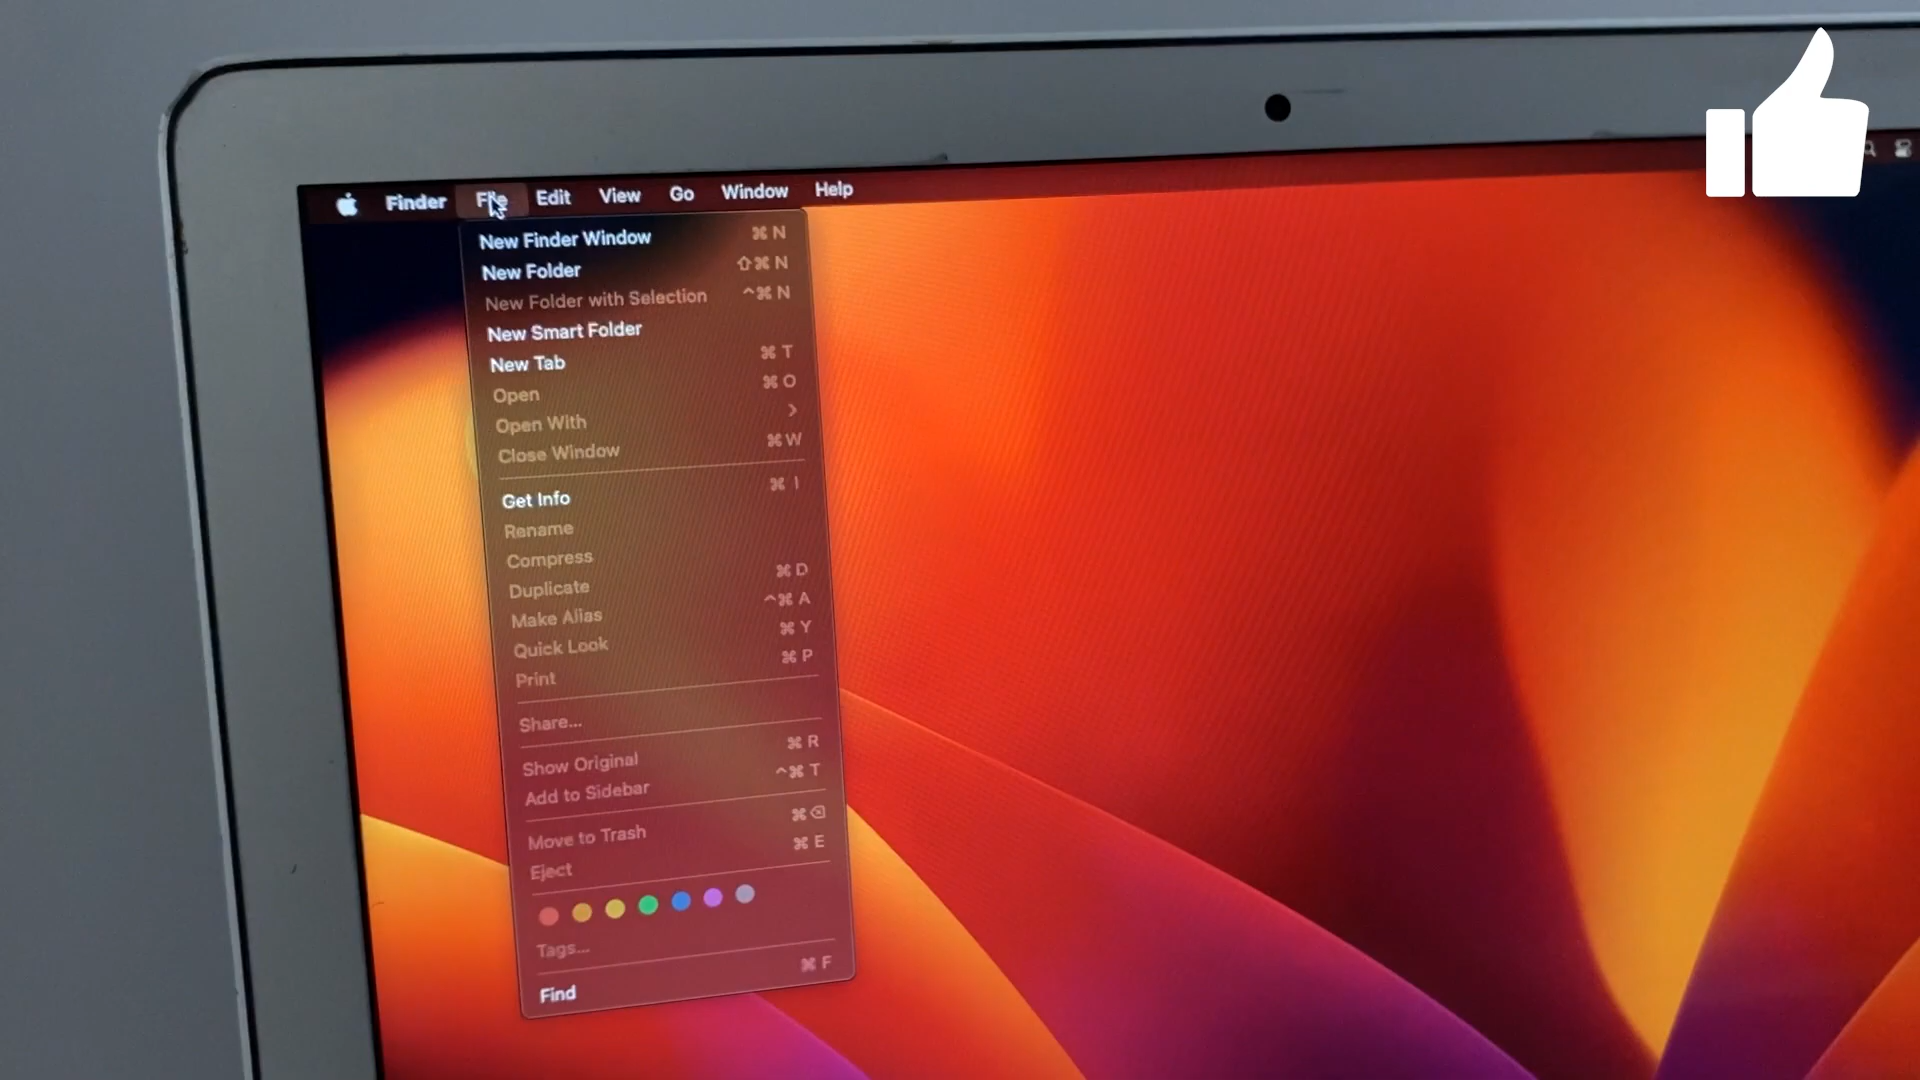 Finder File Edit View Go Window Help
New Finder Window ⌘ N
New Folder ⇧⌘ N
New Folder with Selection ^⌘ N
New Smart Folder
New Tab ⌘ T
Open ⌘ O
Open With >
Close Window ⌘ W
Get Info ⌘ I
Rename
Compress
Duplicate ⌘ D
Make Alias ^⌘ A
Quick Look ⌘ Y
Print ⌘ P
Share...
Show Original ⌘ R
Add to Sidebar ^⌘ T
Move to Trash ⌘⌫
Eject ⌘ E
Tags...
Find ⌘ F